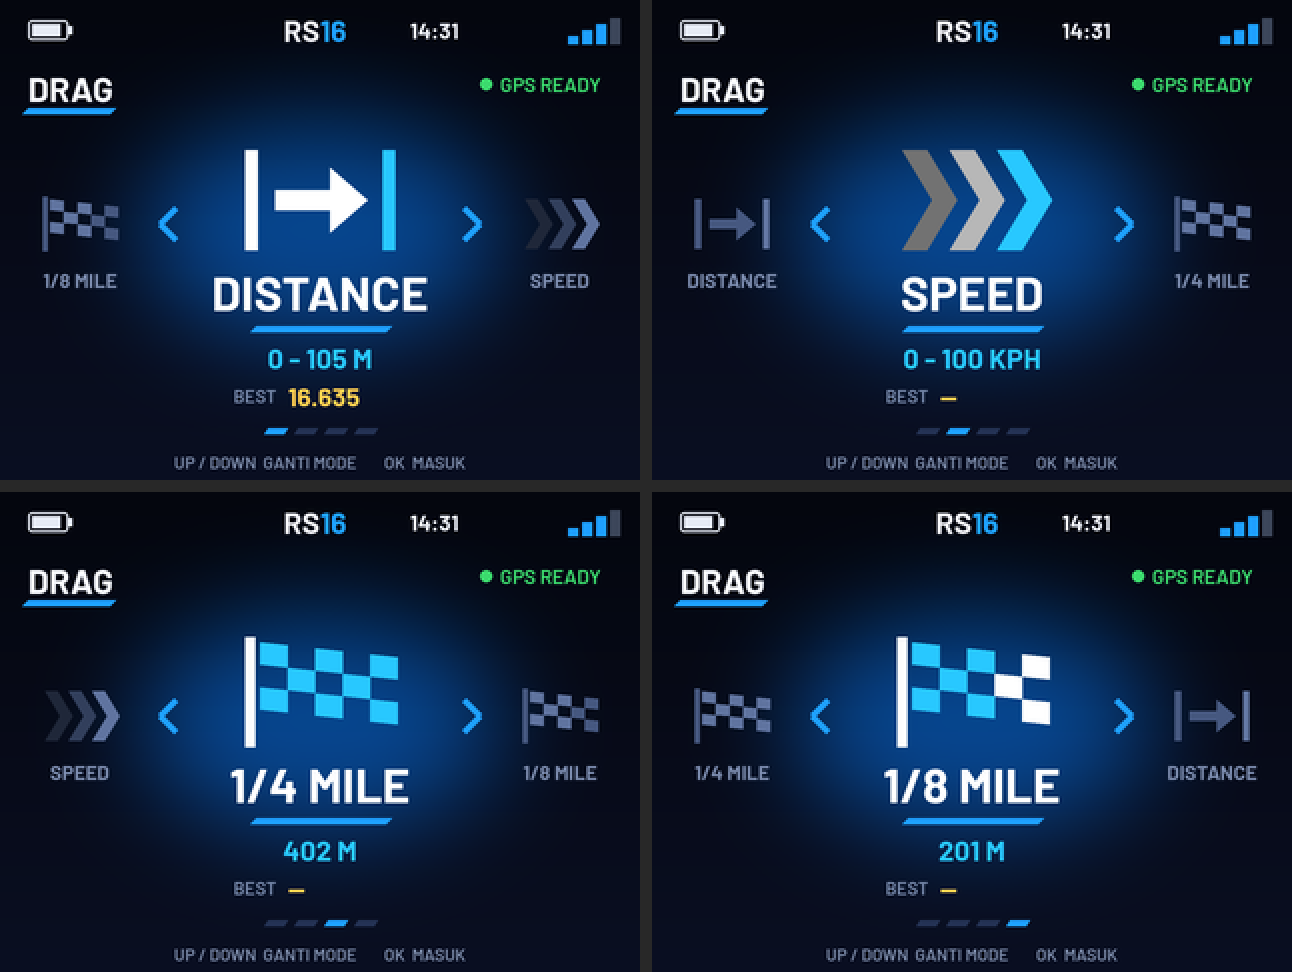 RS16 14:31
DRAG
GPS READY
1/8 MILE
DISTANCE
SPEED
0 - 105 M
BEST 16.635
UP / DOWN GANTI MODE OK MASUK
RS16 14:31
DRAG
GPS READY
DISTANCE
SPEED
1/4 MILE
0 - 100 KPH
BEST –
UP / DOWN GANTI MODE OK MASUK
RS16 14:31
DRAG
GPS READY
SPEED
1/4 MILE
1/8 MILE
402 M
BEST –
UP / DOWN GANTI MODE OK MASUK
RS16 14:31
DRAG
GPS READY
1/4 MILE
1/8 MILE
DISTANCE
201 M
BEST –
UP / DOWN GANTI MODE OK MASUK